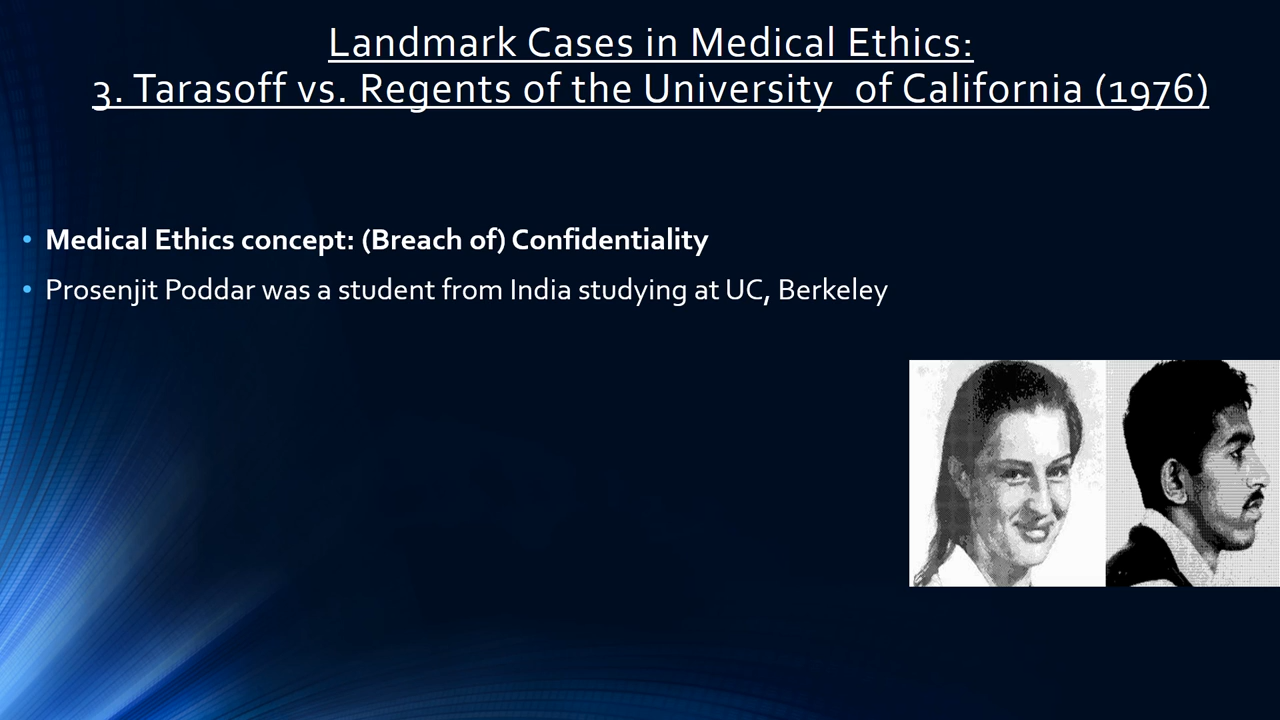 Landmark Cases in Medical Ethics:
3. Tarasoff vs. Regents of the University  of California (1976)
• Medical Ethics concept: (Breach of) Confidentiality
• Prosenjit Poddar was a student from India studying at UC, Berkeley